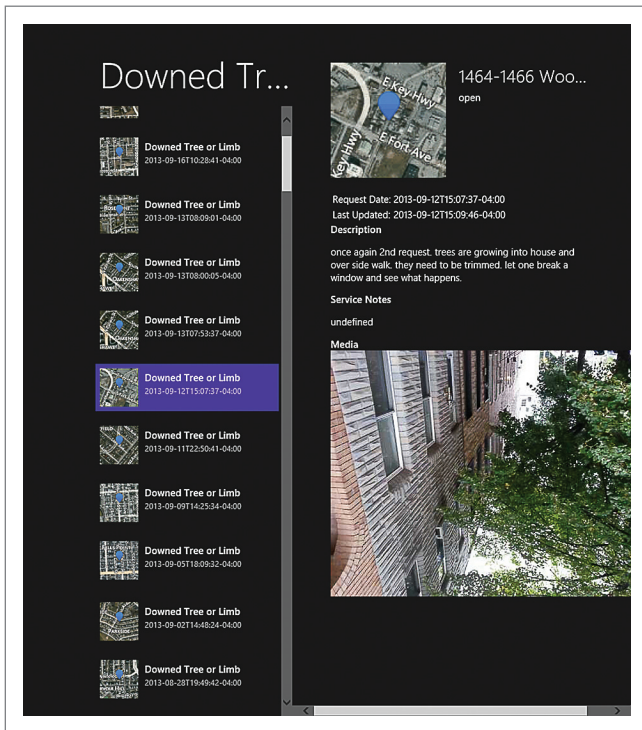 Downed Tr...
Downed Tree or Limb
2013-09-16T10:28:41-04:00
Downed Tree or Limb
2013-09-13T08:09:01-04:00
Downed Tree or Limb
2013-09-13T08:00:05-04:00
Downed Tree or Limb
2013-09-13T07:53:37-04:00
Downed Tree or Limb
2013-09-12T15:07:37-04:00
Downed Tree or Limb
2013-09-11T22:50:41-04:00
Downed Tree or Limb
2013-09-09T14:25:34-04:00
Downed Tree or Limb
2013-09-05T18:09:32-04:00
PARKSIDE
Downed Tree or Limb
2013-09-02T14:48:24-04:00
Downed Tree or Limb
2013-08-28T19:49:42-04:00
E Key Hwy
Key Hwy
E Fort Ave
1464-1466 Woo...
open
Request Date: 2013-09-12T15:07:37-04:00
Last Updated: 2013-09-12T15:09:46-04:00
Description
once again 2nd request. trees are growing into house and
over side walk. they need to be trimmed. let one break a
window and see what happens.
Service Notes
undefined
Media